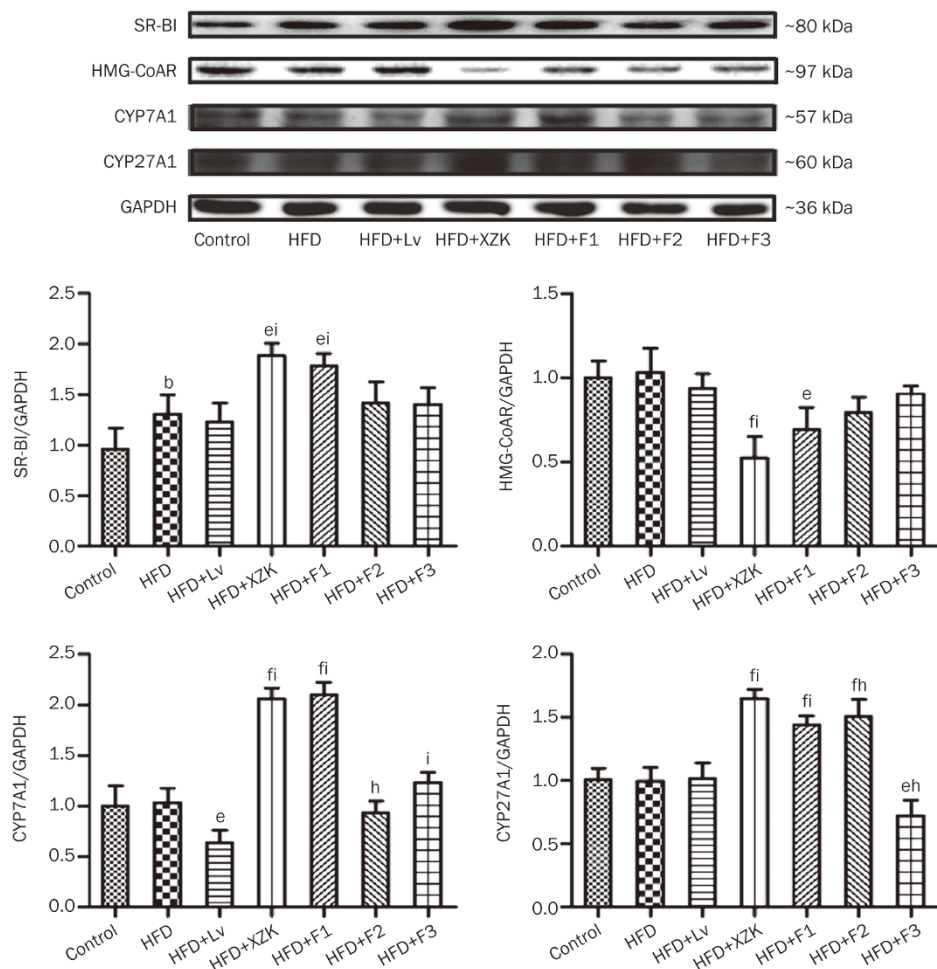 SR-BI ~80 kDa
HMG-CoAR ~97 kDa
CYP7A1 ~57 kDa
CYP27A1 ~60 kDa
GAPDH ~36 kDa
Control HFD HFD+Lv HFD+XZK HFD+F1 HFD+F2 HFD+F3
SR-BI/GAPDH
2.5
2.0
1.5
1.0
0.5
0.0
b
ei
ei
Control HFD HFD+Lv HFD+XZK HFD+F1 HFD+F2 HFD+F3
HMG-CoAR/GAPDH
1.5
1.0
0.5
0.0
fi
e
Control HFD HFD+Lv HFD+XZK HFD+F1 HFD+F2 HFD+F3
CYP7A1/GAPDH
2.5
2.0
1.5
1.0
0.5
0.0
e
fi
fi
h
i
Control HFD HFD+Lv HFD+XZK HFD+F1 HFD+F2 HFD+F3
CYP27A1/GAPDH
2.0
1.5
1.0
0.5
0.0
fi
fi
fh
eh
Control HFD HFD+Lv HFD+XZK HFD+F1 HFD+F2 HFD+F3